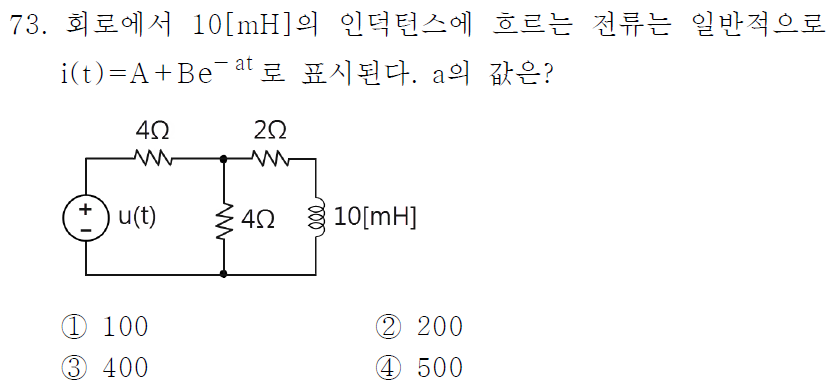 73. 회로에서 10[mH]의 인덕턴스에 흐르는 전류는 일반적으로
i(t)=A+Be^{-at}로 표시된다. a의 값은?
4Ω 2Ω
+
-
u(t) 4Ω 10[mH]
① 100 ② 200
③ 400 ④ 500